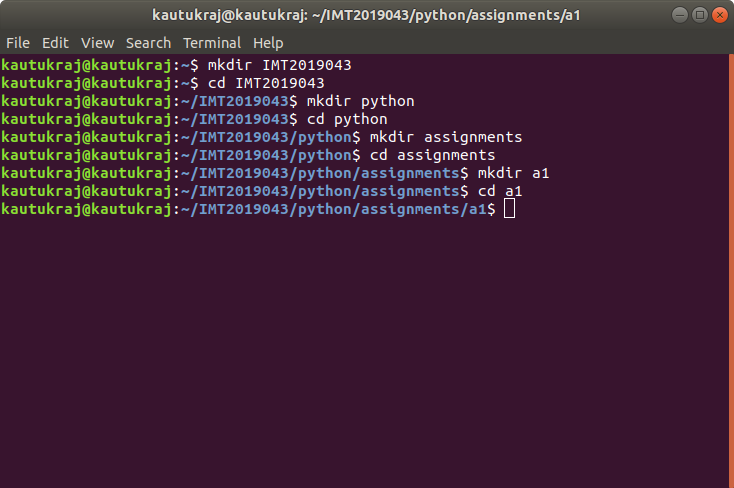 kautukraj@kautukraj: ~/IMT2019043/python/assignments/a1
File Edit View Search Terminal Help
kautukraj@kautukraj:~$ mkdir IMT2019043
kautukraj@kautukraj:~$ cd IMT2019043
kautukraj@kautukraj:~/IMT2019043$ mkdir python
kautukraj@kautukraj:~/IMT2019043$ cd python
kautukraj@kautukraj:~/IMT2019043/python$ mkdir assignments
kautukraj@kautukraj:~/IMT2019043/python$ cd assignments
kautukraj@kautukraj:~/IMT2019043/python/assignments$ mkdir a1
kautukraj@kautukraj:~/IMT2019043/python/assignments$ cd a1
kautukraj@kautukraj:~/IMT2019043/python/assignments/a1$